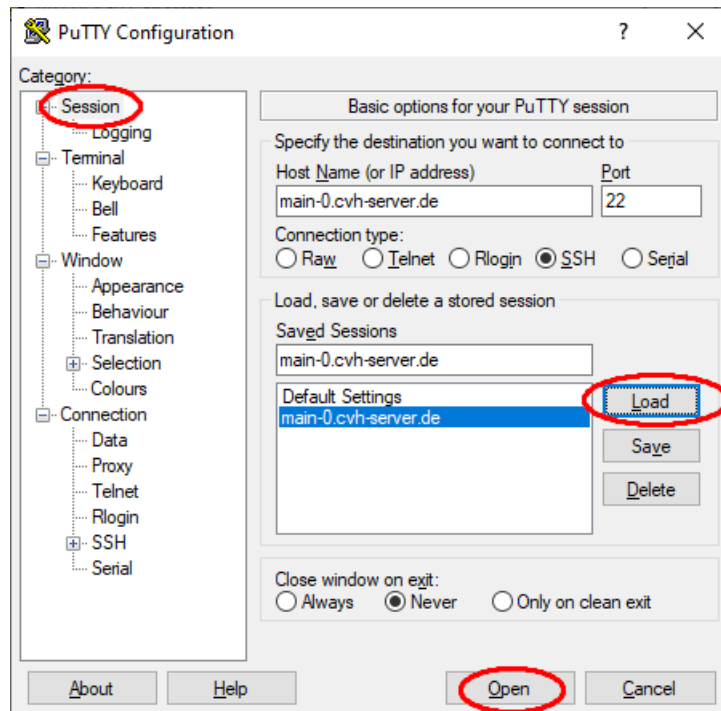 PuTTY Configuration
Category:
Session
Logging
Terminal
Keyboard
Bell
Features
Window
Appearance
Behaviour
Translation
Selection
Colours
Connection
Data
Proxy
Telnet
Rlogin
SSH
Serial
Basic options for your PuTTY session
Specify the destination you want to connect to
Host Name (or IP address) Port
main-0.cvh-server.de 22
Connection type:
Raw Telnet Rlogin SSH Serial
Load, save or delete a stored session
Saved Sessions
main-0.cvh-server.de
Default Settings
main-0.cvh-server.de
Load
Save
Delete
Close window on exit:
Always Never Only on clean exit
About Help Open Cancel